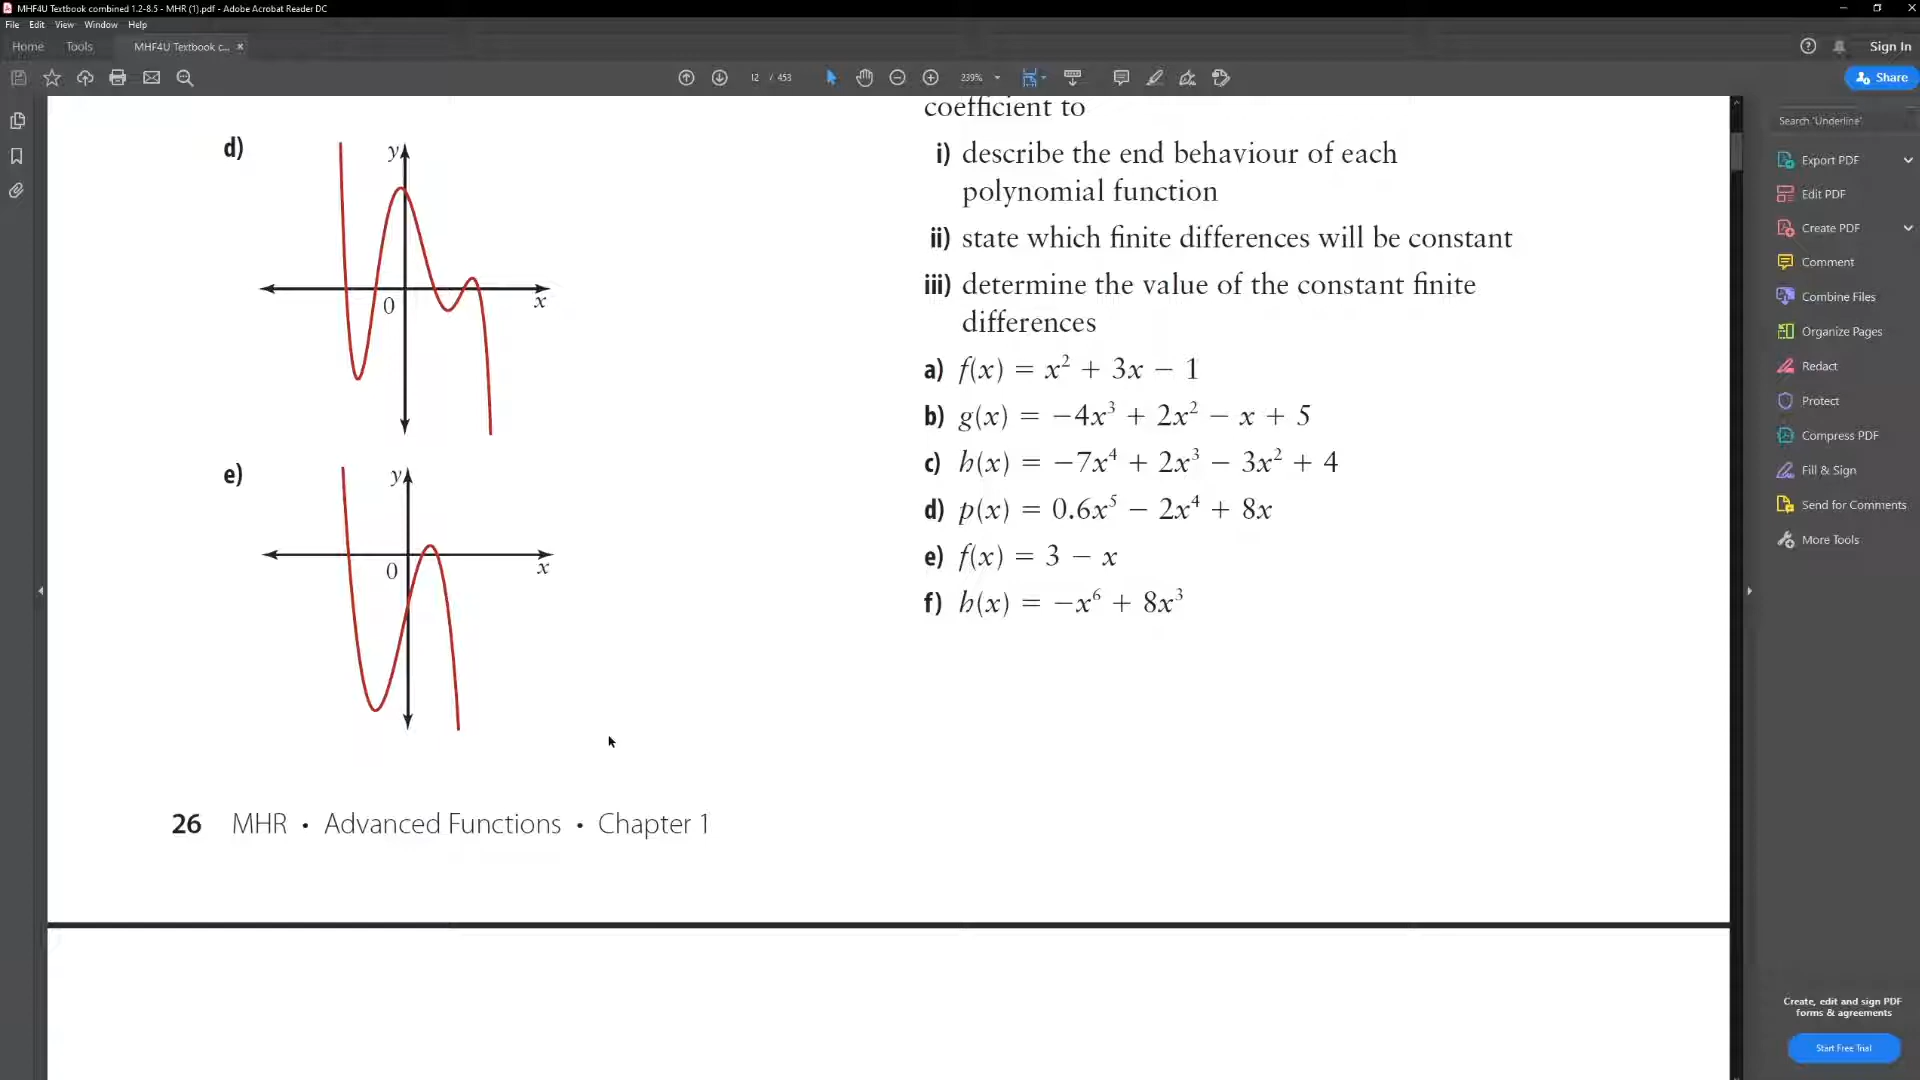 MHF4U Textbook combined 1.2-8.5 - MHR (1).pdf - Adobe Acrobat Reader DC
File Edit View Window Help
Home Tools MHF4U Textbook c... × Sign In
12 / 453 239% Share
coefficient to
i) describe the end behaviour of each
polynomial function
ii) state which finite differences will be constant
iii) determine the value of the constant finite
differences
a) f(x) = x² + 3x − 1
b) g(x) = −4x³ + 2x² − x + 5
c) h(x) = −7x⁴ + 2x³ − 3x² + 4
d) p(x) = 0.6x⁵ − 2x⁴ + 8x
e) f(x) = 3 − x
f) h(x) = −x⁶ + 8x³
d)
y
0
x
e)
y
0
x
26 MHR • Advanced Functions • Chapter 1
Search 'Underline'
Export PDF
Edit PDF
Create PDF
Comment
Combine Files
Organize Pages
Redact
Protect
Compress PDF
Fill & Sign
Send for Comments
More Tools
Create, edit and sign PDF
forms & agreements
Start Free Trial